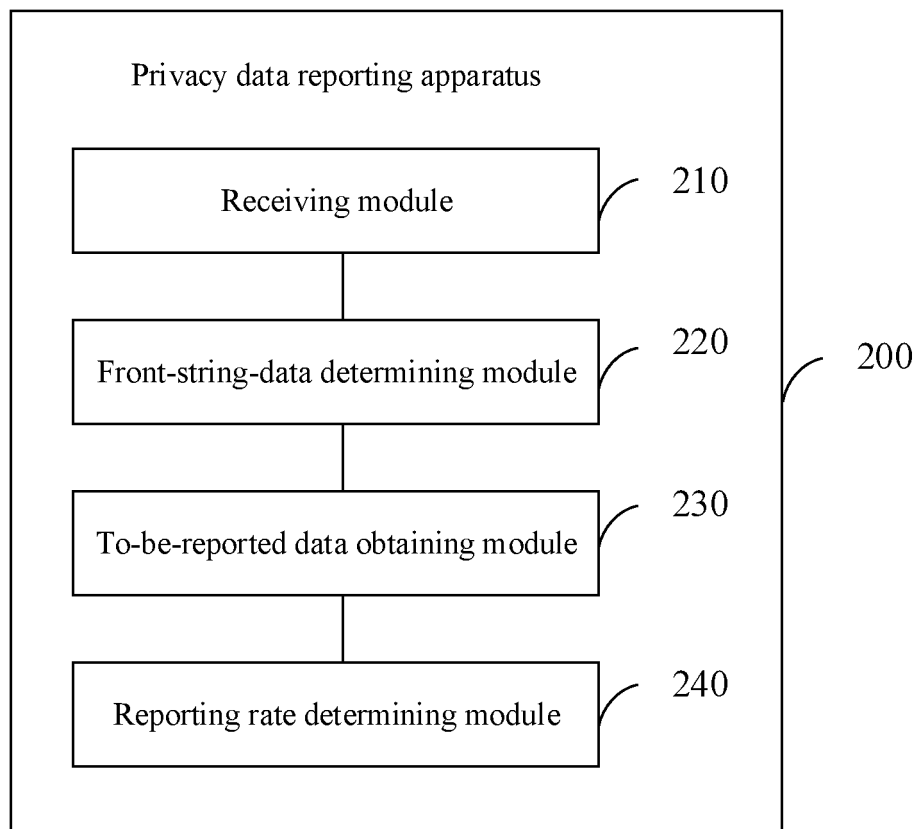 Privacy data reporting apparatus
Receiving module
210
Front-string-data determining module
220
200
To-be-reported data obtaining module
230
Reporting rate determining module
240